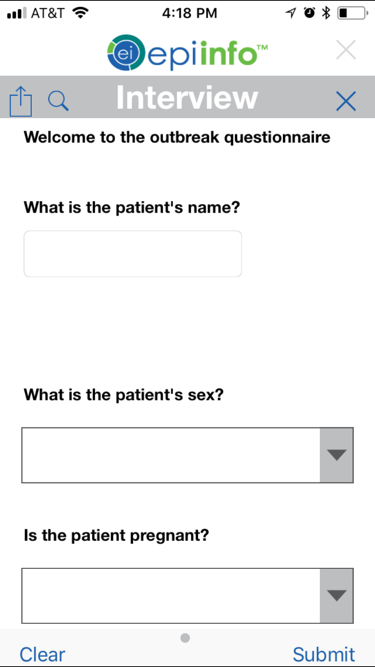 AT&T 4:18 PM
ei epiinfo™
Interview
Welcome to the outbreak questionnaire
What is the patient's name?
What is the patient's sex?
Is the patient pregnant?
Clear Submit